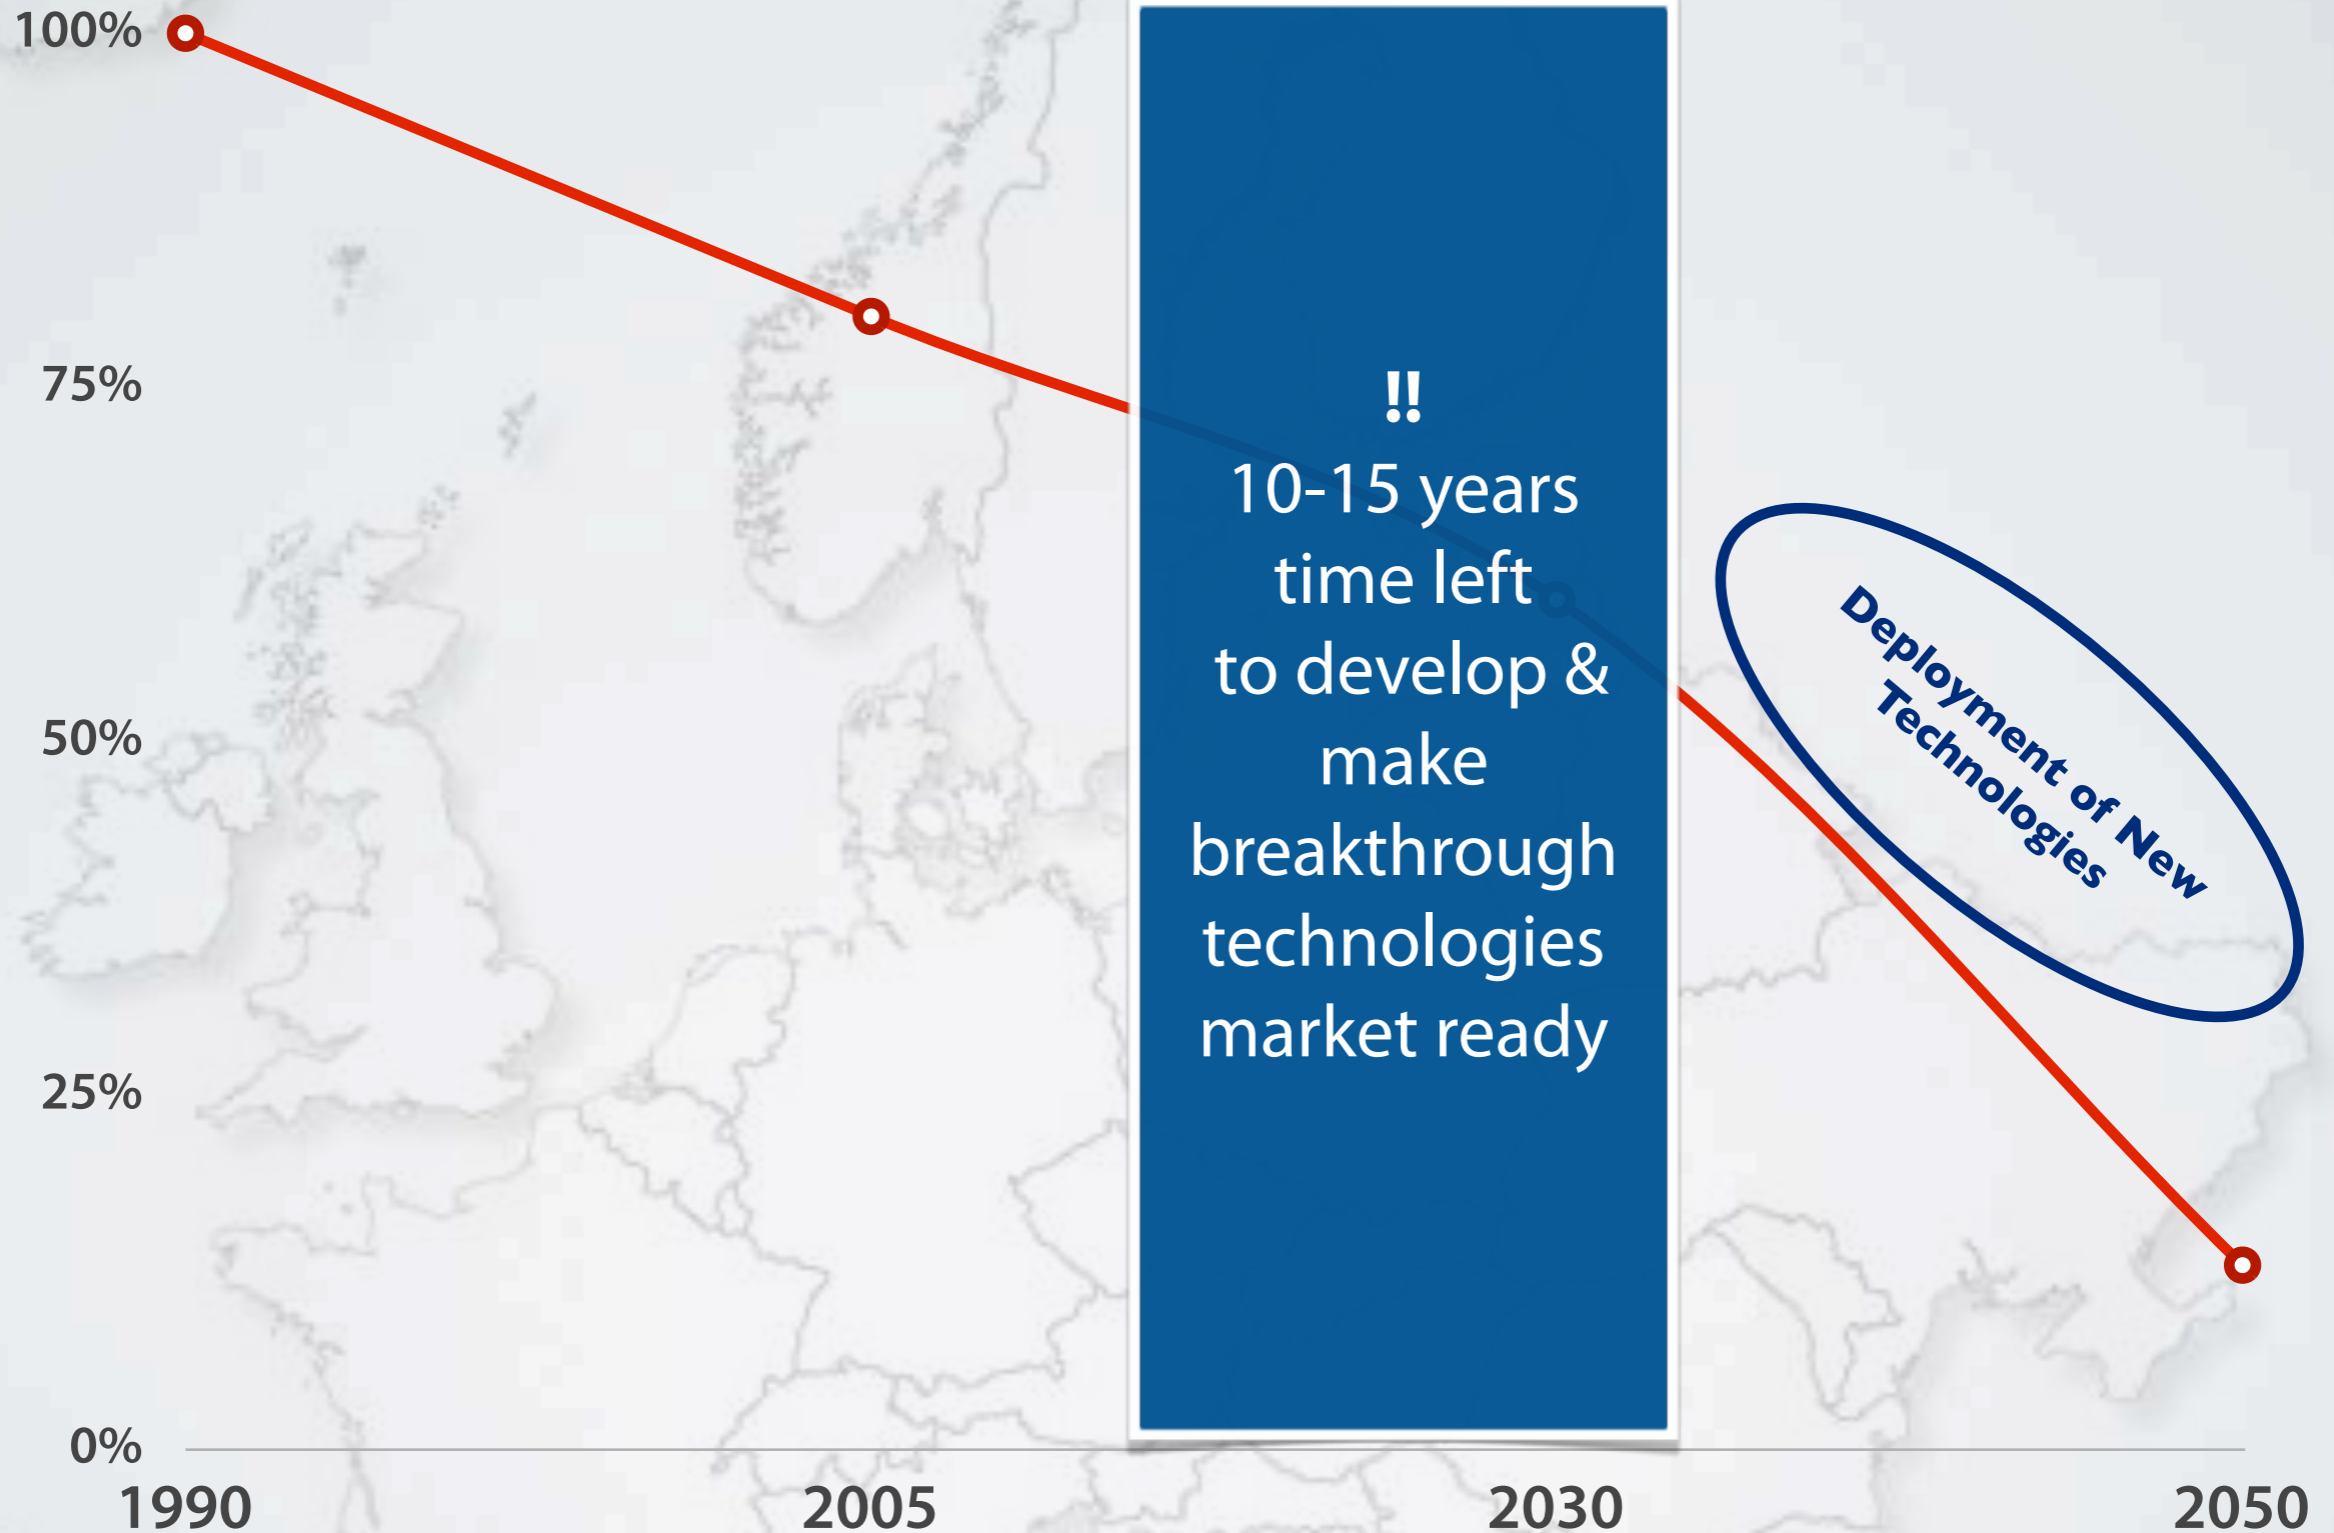 100%
75%
50%
25%
0%
!!
10-15 years
time left
to develop &
make
breakthrough
technologies
market ready
Deployment of New
Technologies
1990
2005
2030
2050